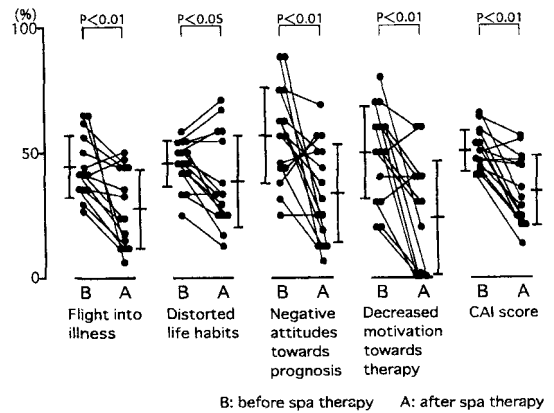 (%)
P<0.01 P<0.05 P<0.01 P<0.01 P<0.01
100
50
0
B A B A B A B A B A
Flight into illness
Distorted life habits
Negative attitudes towards prognosis
Decreased motivation towards therapy
CAI score
B: before spa therapy A: after spa therapy